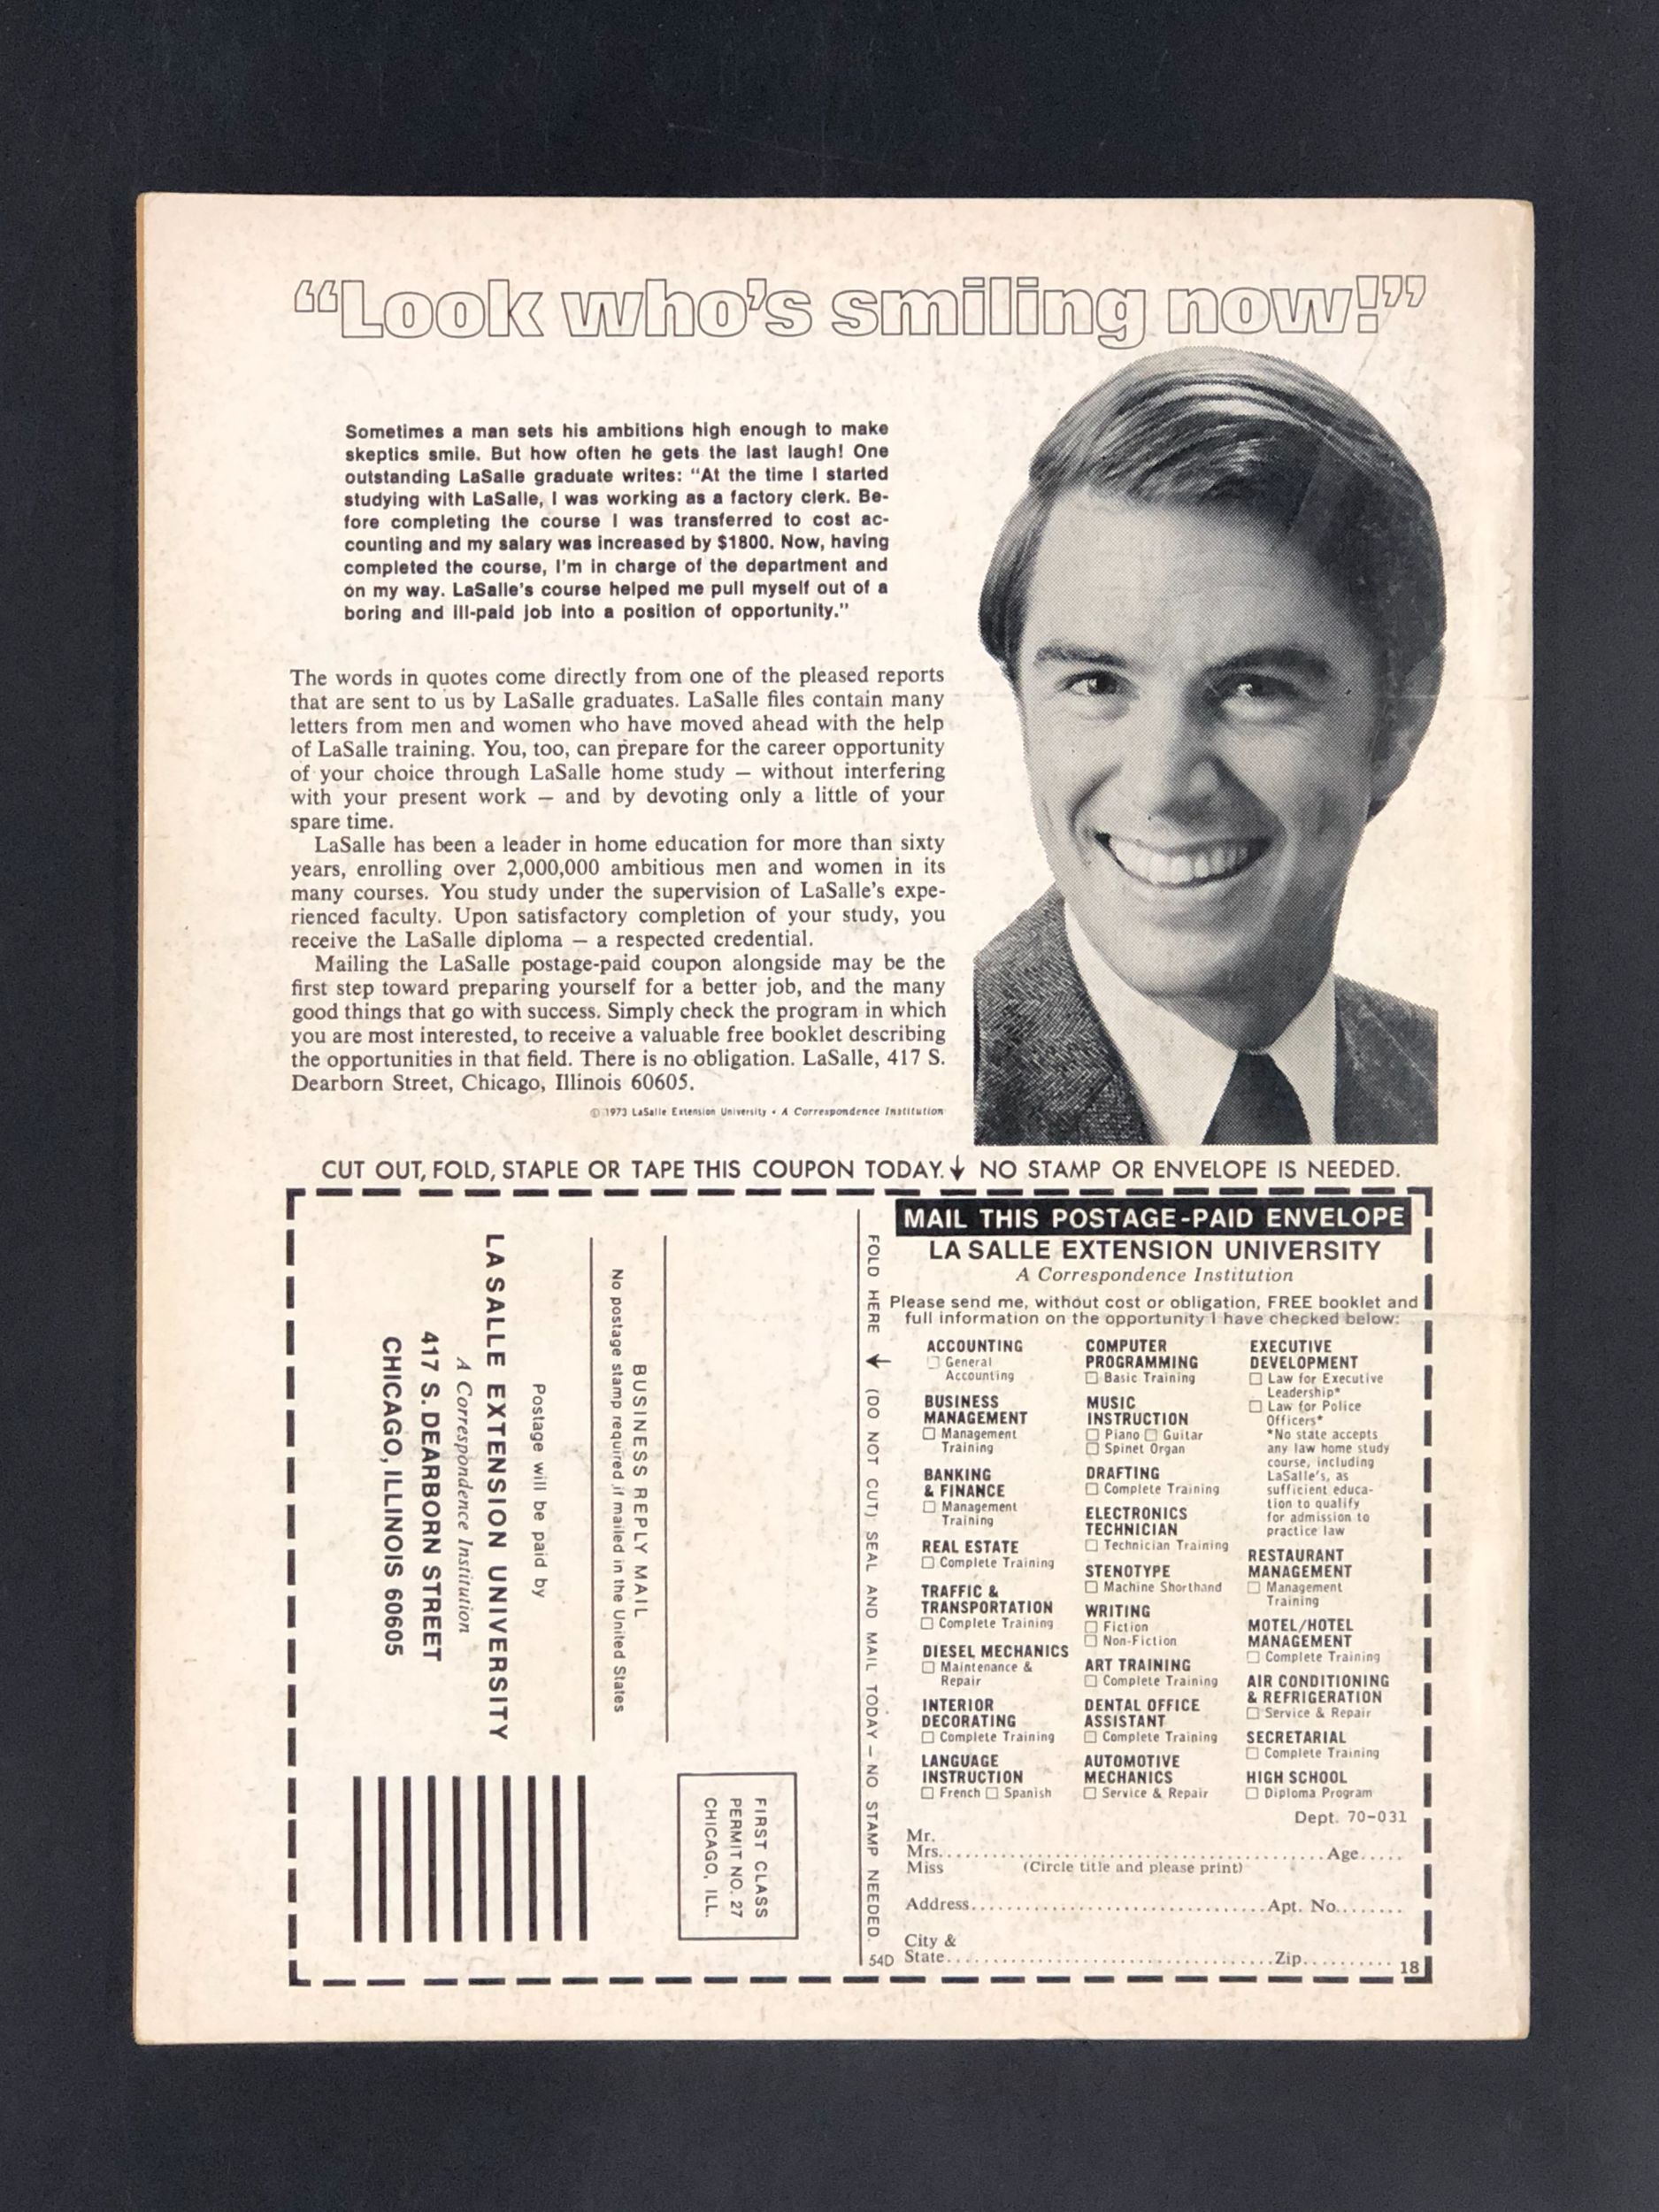 “Look who’s smiling now!”
Sometimes a man sets his ambitions high enough to make
skeptics smile. But how often he gets the last laugh! One
outstanding LaSalle graduate writes: “At the time I started
studying with LaSalle, I was working as a factory clerk. Be-
fore completing the course I was transferred to cost ac-
counting and my salary was increased by $1800. Now, having
completed the course, I’m in charge of the department and
on my way. LaSalle’s course helped me pull myself out of a
boring and ill-paid job into a position of opportunity.”
The words in quotes come directly from one of the pleased reports
that are sent to us by LaSalle graduates. LaSalle files contain many
letters from men and women who have moved ahead with the help
of LaSalle training. You, too, can prepare for the career opportunity
of your choice through LaSalle home study — without interfering
with your present work — and by devoting only a little of your
spare time.
LaSalle has been a leader in home education for more than sixty
years, enrolling over 2,000,000 ambitious men and women in its
many courses. You study under the supervision of LaSalle’s expe-
rienced faculty. Upon satisfactory completion of your study, you
receive the LaSalle diploma — a respected credential.
Mailing the LaSalle postage-paid coupon alongside may be the
first step toward preparing yourself for a better job, and the many
good things that go with success. Simply check the program in which
you are most interested, to receive a valuable free booklet describing
the opportunities in that field. There is no obligation. LaSalle, 417 S.
Dearborn Street, Chicago, Illinois 60605.
© 1973 LaSalle Extension University • A Correspondence Institution
CUT OUT, FOLD, STAPLE OR TAPE THIS COUPON TODAY. ↓ NO STAMP OR ENVELOPE IS NEEDED.
FIRST CLASS
PERMIT NO. 27
CHICAGO, ILL.
BUSINESS REPLY MAIL
No postage stamp required if mailed in the United States
Postage will be paid by
LA SALLE EXTENSION UNIVERSITY
A Correspondence Institution
417 S. DEARBORN STREET
CHICAGO, ILLINOIS 60605
FOLD HERE ↓ (DO NOT CUT) SEAL AND MAIL TODAY — NO STAMP NEEDED.
54D
MAIL THIS POSTAGE-PAID ENVELOPE
LA SALLE EXTENSION UNIVERSITY
A Correspondence Institution
Please send me, without cost or obligation, FREE booklet and
full information on the opportunity I have checked below:
ACCOUNTING
☐ General
Accounting
BUSINESS
MANAGEMENT
☐ Management
Training
BANKING
& FINANCE
☐ Management
Training
REAL ESTATE
☐ Complete Training
TRAFFIC &
TRANSPORTATION
☐ Complete Training
DIESEL MECHANICS
☐ Maintenance &
Repair
INTERIOR
DECORATING
☐ Complete Training
LANGUAGE
INSTRUCTION
☐ French ☐ Spanish
COMPUTER
PROGRAMMING
☐ Basic Training
MUSIC
INSTRUCTION
☐ Piano ☐ Guitar
☐ Spinet Organ
DRAFTING
☐ Complete Training
ELECTRONICS
TECHNICIAN
☐ Technician Training
STENOTYPE
☐ Machine Shorthand
WRITING
☐ Fiction
☐ Non-Fiction
ART TRAINING
☐ Complete Training
DENTAL OFFICE
ASSISTANT
☐ Complete Training
AUTOMOTIVE
MECHANICS
☐ Service & Repair
EXECUTIVE
DEVELOPMENT
☐ Law for Executive
Leadership*
☐ Law for Police
Officers*
*No state accepts
any law home study
course, including
LaSalle’s, as
sufficient educa-
tion to qualify
for admission to
practice law
RESTAURANT
MANAGEMENT
☐ Management
Training
MOTEL/HOTEL
MANAGEMENT
☐ Complete Training
AIR CONDITIONING
& REFRIGERATION
☐ Service & Repair
SECRETARIAL
☐ Complete Training
HIGH SCHOOL
☐ Diploma Program
Dept. 70-031
Mr.
Mrs.......................................................Age.....
Miss (Circle title and please print)
Address.................................Apt. No........
City &
State.....................................Zip..........
18